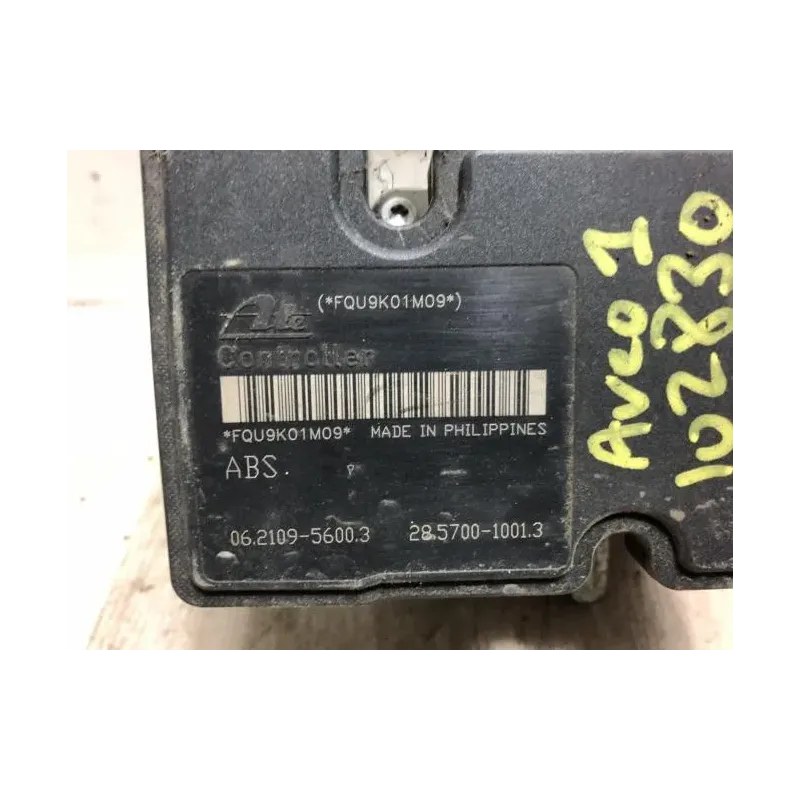 Ate (*FQU9K01M09*)
Controller
*FQU9K01M09* MADE IN PHILIPPINES
ABS.
06.2109-5600.3 28.5700-1001.3
Aveo 1
102830